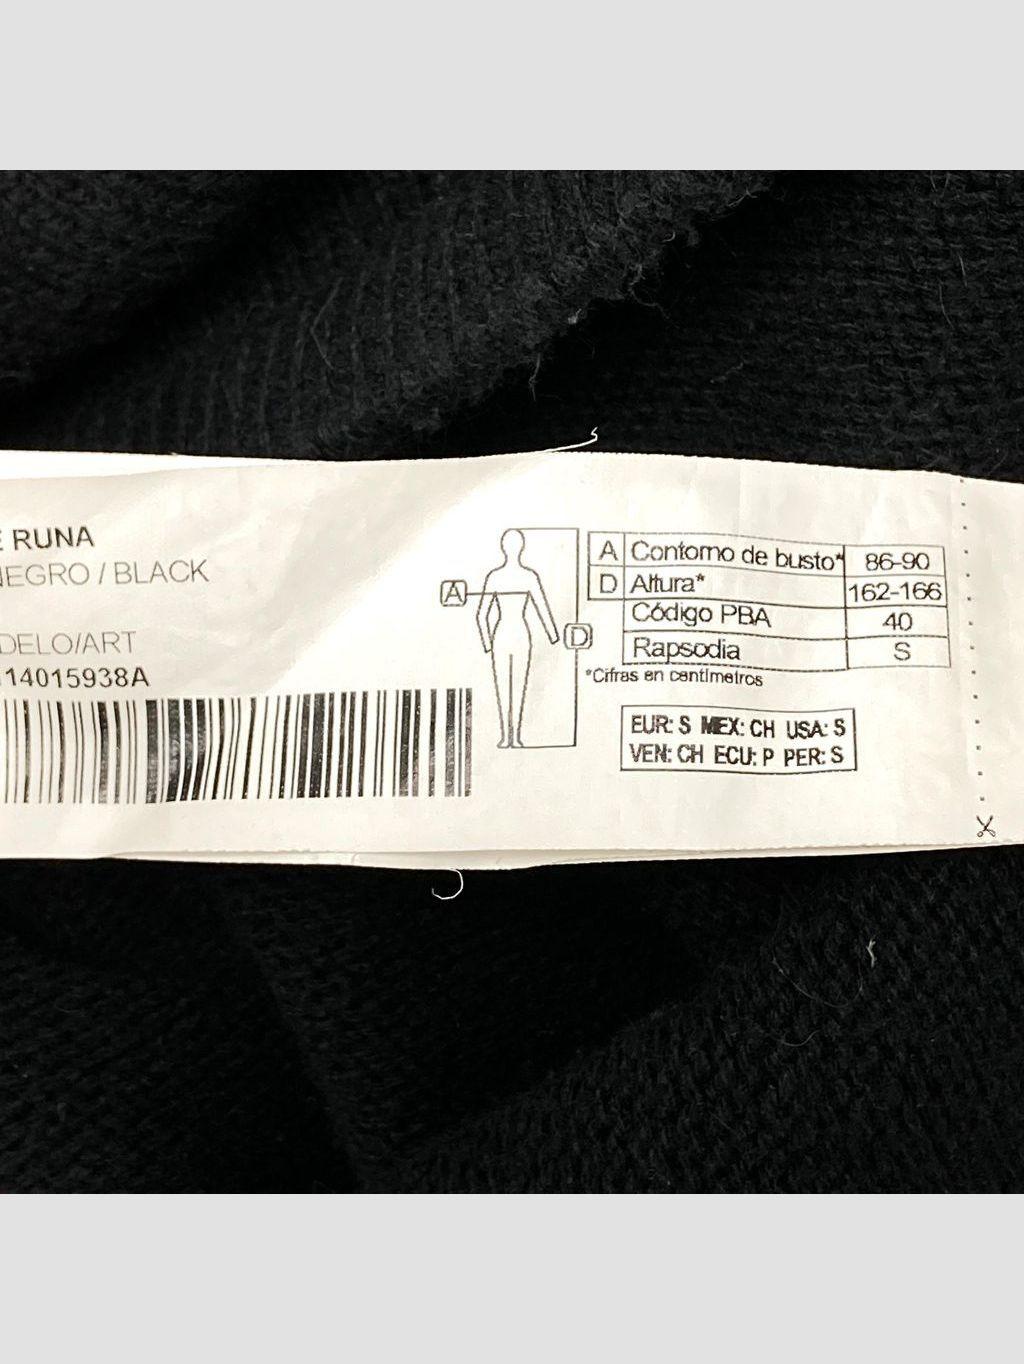 E RUNA
NEGRO / BLACK
DELO/ART
14015938A
A
D
A Contorno de busto* 86-90
D Altura* 162-166
Código PBA 40
Rapsodia S
*Cifras en centímetros
EUR: S MEX: CH USA: S
VEN: CH ECU: P PER: S